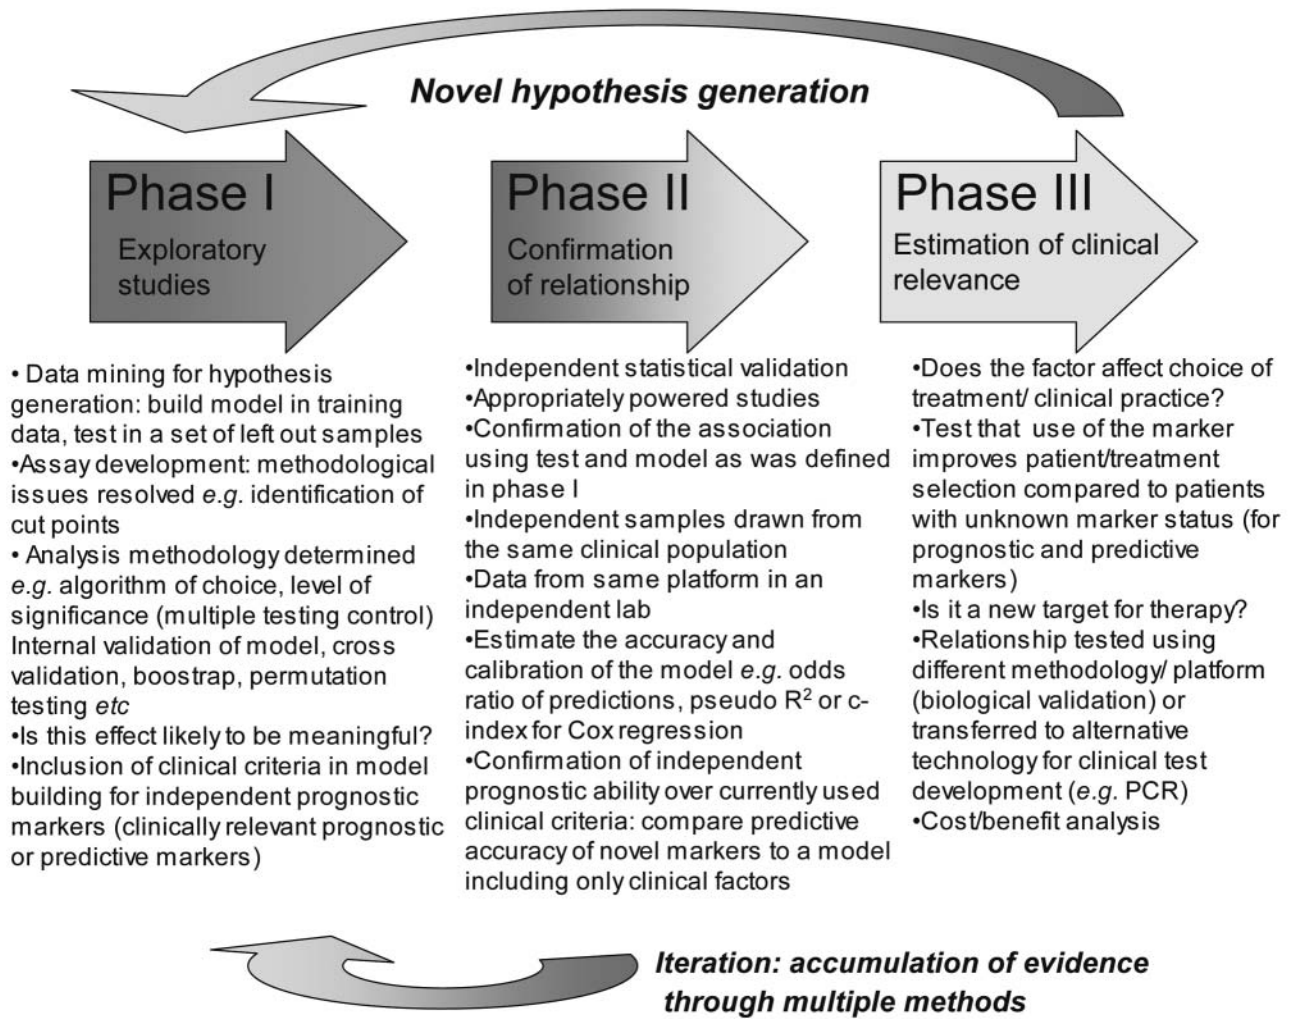 Novel hypothesis generation
Phase I
Exploratory
studies
• Data mining for hypothesis
generation: build model in training
data, test in a set of left out samples
•Assay development: methodological
issues resolved e.g. identification of
cut points
• Analysis methodology determined
e.g. algorithm of choice, level of
significance (multiple testing control)
Internal validation of model, cross
validation, boostrap, permutation
testing etc
•Is this effect likely to be meaningful?
•Inclusion of clinical criteria in model
building for independent prognostic
markers (clinically relevant prognostic
or predictive markers)
Phase II
Confirmation
of relationship
•Independent statistical validation
•Appropriately powered studies
•Confirmation of the association
using test and model as was defined
in phase I
•Independent samples drawn from
the same clinical population
•Data from same platform in an
independent lab
•Estimate the accuracy and
calibration of the model e.g. odds
ratio of predictions, pseudo R² or c-
index for Cox regression
•Confirmation of independent
prognostic ability over currently used
clinical criteria: compare predictive
accuracy of novel markers to a model
including only clinical factors
Phase III
Estimation of clinical
relevance
•Does the factor affect choice of
treatment/ clinical practice?
•Test that use of the marker
improves patient/treatment
selection compared to patients
with unknown marker status (for
prognostic and predictive
markers)
•Is it a new target for therapy?
•Relationship tested using
different methodology/ platform
(biological validation) or
transferred to alternative
technology for clinical test
development (e.g. PCR)
•Cost/benefit analysis
Iteration: accumulation of evidence
through multiple methods